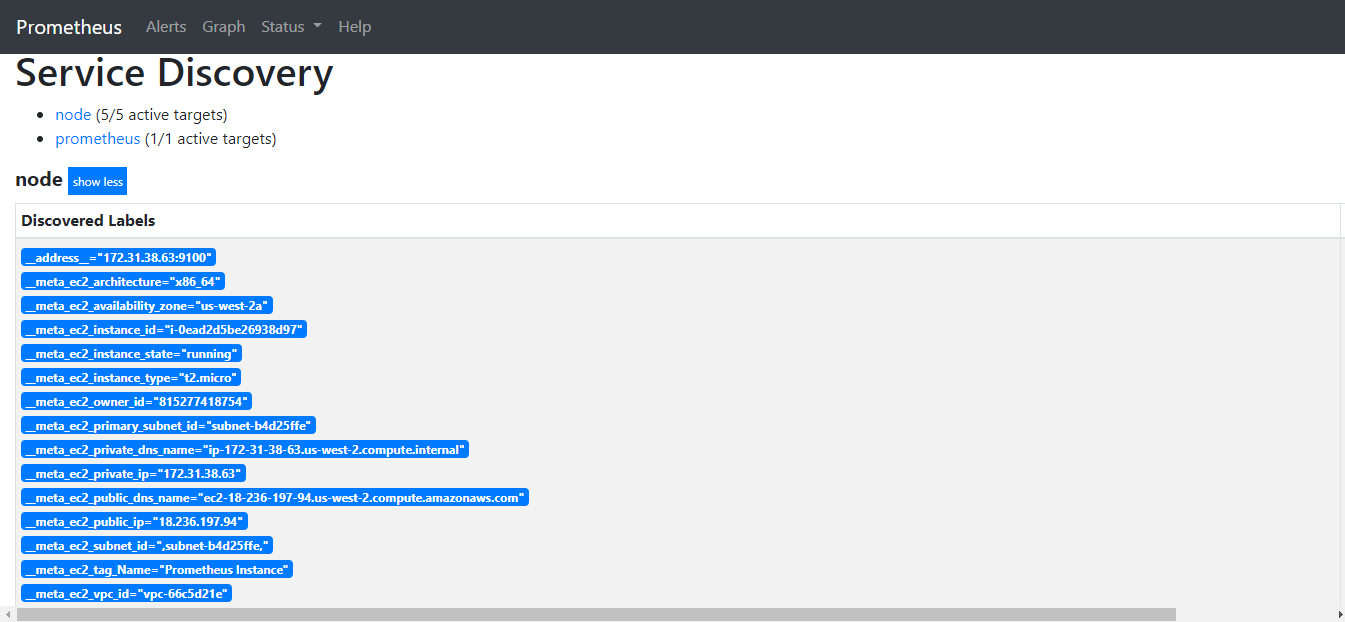 Prometheus Alerts Graph Status Help
Service Discovery
node (5/5 active targets)
prometheus (1/1 active targets)
node show less
Discovered Labels
__address__="172.31.38.63:9100"
__meta_ec2_architecture="x86_64"
__meta_ec2_availability_zone="us-west-2a"
__meta_ec2_instance_id="i-0ead2d5be26938d97"
__meta_ec2_instance_state="running"
__meta_ec2_instance_type="t2.micro"
__meta_ec2_owner_id="815277418754"
__meta_ec2_primary_subnet_id="subnet-b4d25ffe"
__meta_ec2_private_dns_name="ip-172-31-38-63.us-west-2.compute.internal"
__meta_ec2_private_ip="172.31.38.63"
__meta_ec2_public_dns_name="ec2-18-236-197-94.us-west-2.compute.amazonaws.com"
__meta_ec2_public_ip="18.236.197.94"
__meta_ec2_subnet_id=",subnet-b4d25ffe,"
__meta_ec2_tag_Name="Prometheus Instance"
__meta_ec2_vpc_id="vpc-66c5d21e"